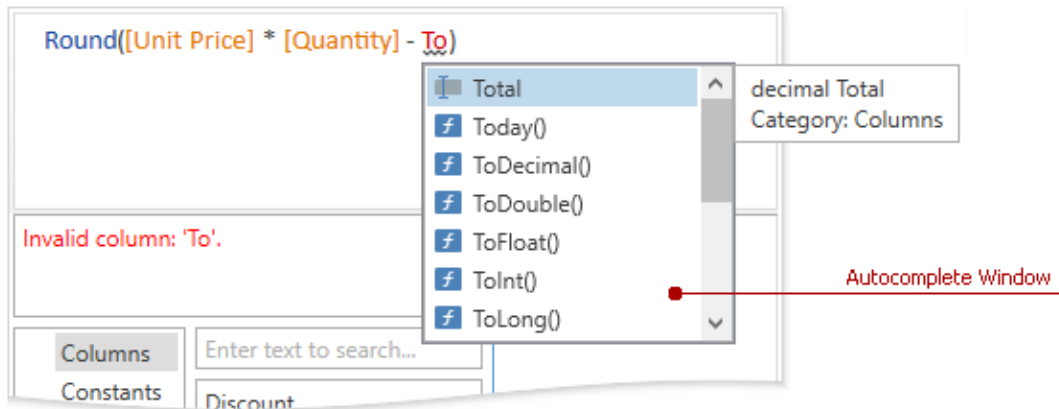 Round([Unit Price] * [Quantity] - To)
Total
Today()
ToDecimal()
ToDouble()
ToFloat()
ToInt()
ToLong()
decimal Total
Category: Columns
Invalid column: 'To'.
Autocomplete Window
Columns
Constants
Enter text to search...
Discount